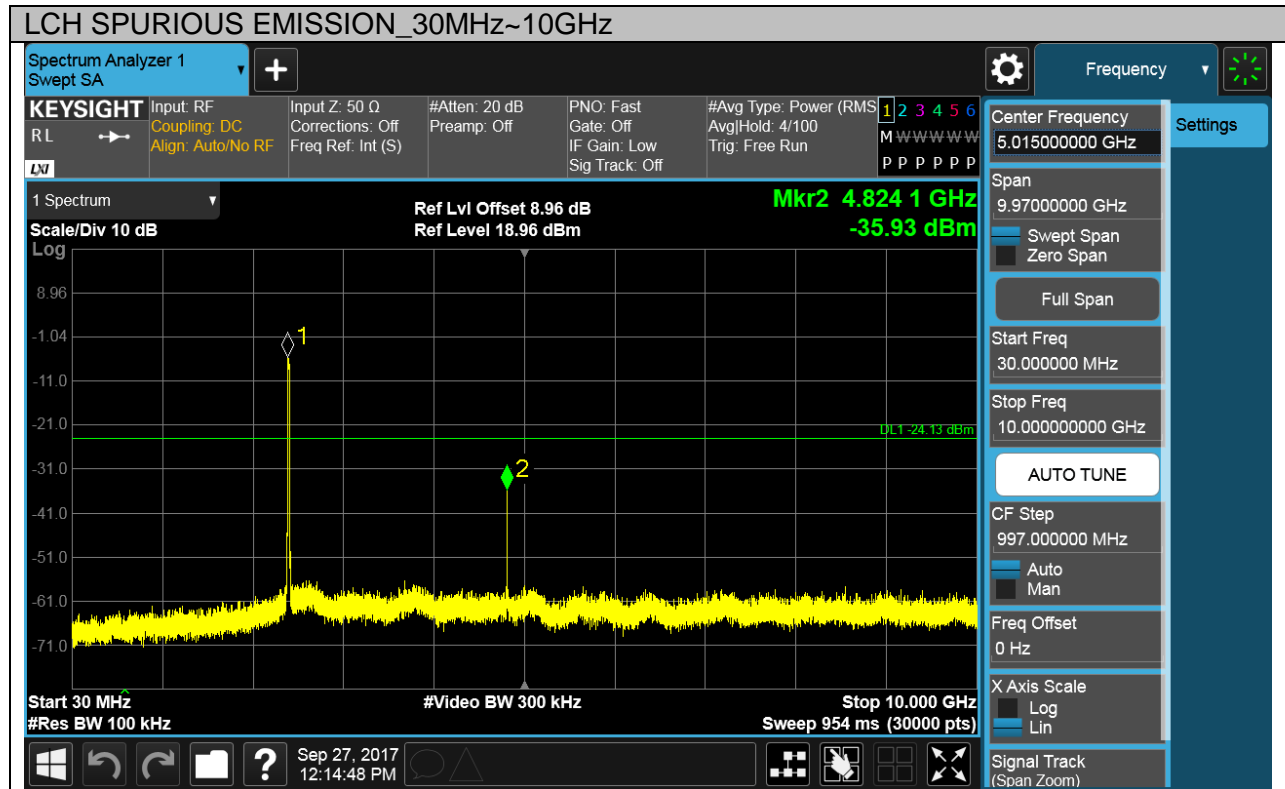 LCH SPURIOUS EMISSION_30MHz~10GHz
Spectrum Analyzer 1
Swept SA
+
Frequency
KEYSIGHT
RL
LXI
Input: RF
Coupling: DC
Align: Auto/No RF
Input Z: 50 Ω
Corrections: Off
Freq Ref: Int (S)
#Atten: 20 dB
Preamp: Off
PNO: Fast
Gate: Off
IF Gain: Low
Sig Track: Off
#Avg Type: Power (RMS
Avg|Hold: 4/100
Trig: Free Run
1 2 3 4 5 6
M W W W W W
P P P P P P
Center Frequency
5.015000000 GHz
Settings
1 Spectrum
Ref Lvl Offset 8.96 dB
Mkr2 4.824 1 GHz
Scale/Div 10 dB
Ref Level 18.96 dBm
-35.93 dBm
Log
8.96
-1.04
-11.0
-21.0
-31.0
-41.0
-51.0
-61.0
-71.0
1
2
DL1 -24.13 dBm
Start 30 MHz
#Video BW 300 kHz
Stop 10.000 GHz
#Res BW 100 kHz
Sweep 954 ms (30000 pts)
Span
9.97000000 GHz
Swept Span
Zero Span
Full Span
Start Freq
30.000000 MHz
Stop Freq
10.000000000 GHz
AUTO TUNE
CF Step
997.000000 MHz
Auto
Man
Freq Offset
0 Hz
X Axis Scale
Log
Lin
Signal Track
(Span Zoom)
?
Sep 27, 2017
12:14:48 PM